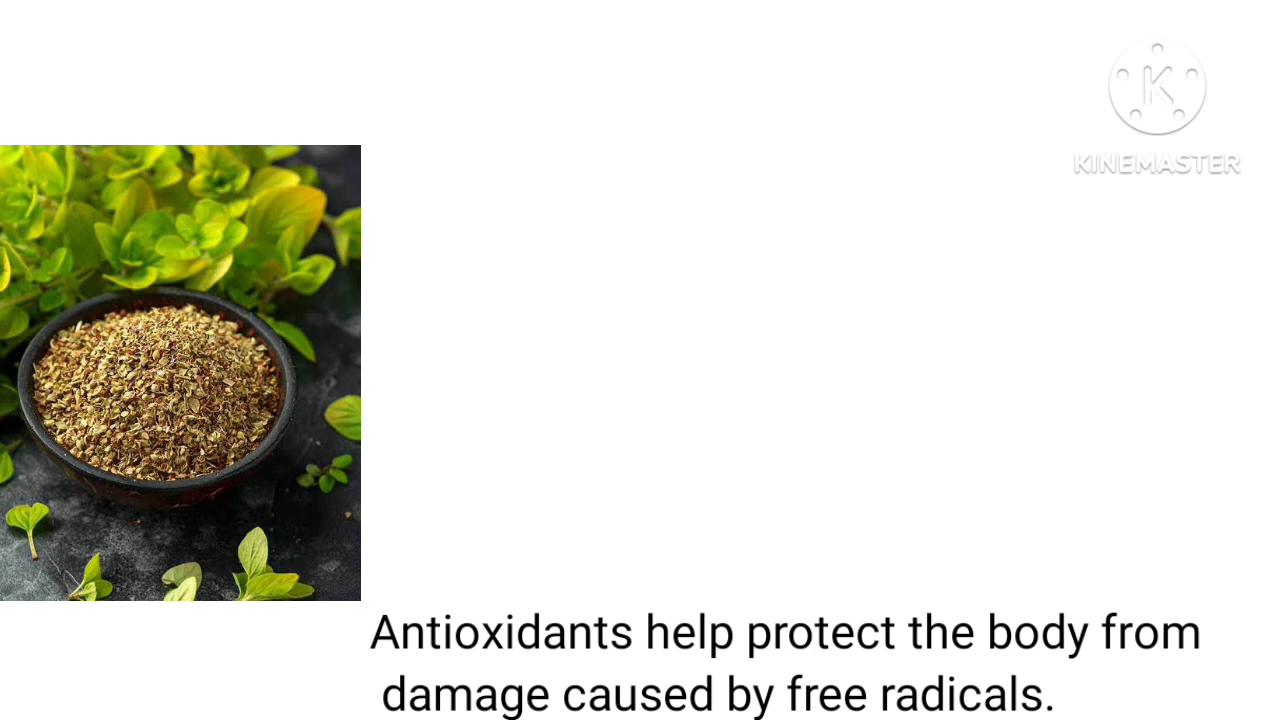 KINEMASTER
Antioxidants help protect the body from
damage caused by free radicals.